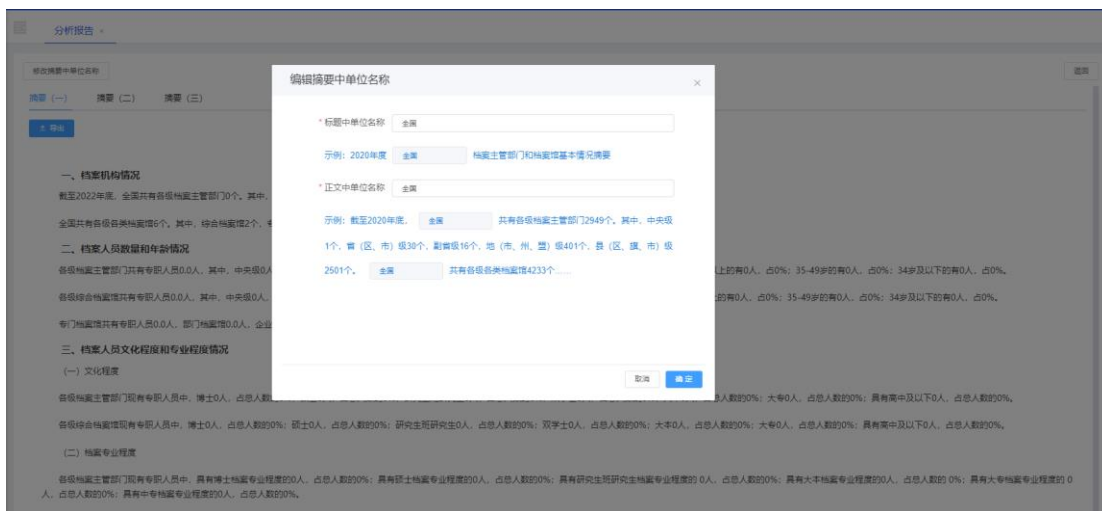 分析报告 ×
修改摘要中单位名称
返回
摘要（一） 摘要（二） 摘要（三）
导出
编辑摘要中单位名称 ×
*标题中单位名称 全国
示例：2020年度 全国 档案主管部门和档案馆基本情况摘要
*正文中单位名称 全国
示例：截至2020年底， 全国 共有各级档案主管部门2949个。其中，中央级
1个，省（区、市）级30个，副省级16个，地（市、州、盟）级401个，县（区、旗、市）级
2501个。 全国 共有各级各类档案馆4233个……
取消 确定
一、档案机构情况
截至2022年底，全国共有各级档案主管部门0个。其中，
全国共有各级各类档案馆6个。其中，综合档案馆2个，
二、档案人员数量和年龄情况
各级档案主管部门共有专职人员0.0人，其中，中央级0人 上的有0人，占0%；35-49岁的有0人，占0%；34岁及以下的有0人，占0%。
各级综合档案馆共有专职人员0.0人，其中，中央级0人， 的有0人，占0%；35-49岁的有0人，占0%；34岁及以下的有0人，占0%。
专门档案馆共有专职人员0.0人，部门档案馆0.0人，企业
三、档案人员文化程度和专业程度情况
（一）文化程度
各级档案主管部门现有专职人员中，博士0人，占总人数 总人数的0%；大专0人，占总人数的0%；具有高中及以下0人，占总人数的0%。
各级综合档案馆现有专职人员中，博士0人，占总人数的0%；硕士0人，占总人数的0%；研究生班研究生0人，占总人数的0%；双学士0人，占总人数的0%；大本0人，占总人数的0%；大专0人，占总人数的0%；具有高中及以下0人，占总人数的0%。
（二）档案专业程度
各级档案主管部门现有专职人员中，具有博士档案专业程度的0人，占总人数的0%；具有硕士档案专业程度的0人，占总人数的0%；具有研究生班研究生档案专业程度的 0人，占总人数的0%；具有大本档案专业程度的0人，占总人数的 0%；具有大专档案专业程度的 0
人，占总人数的0%；具有中专档案专业程度的0人，占总人数的0%。